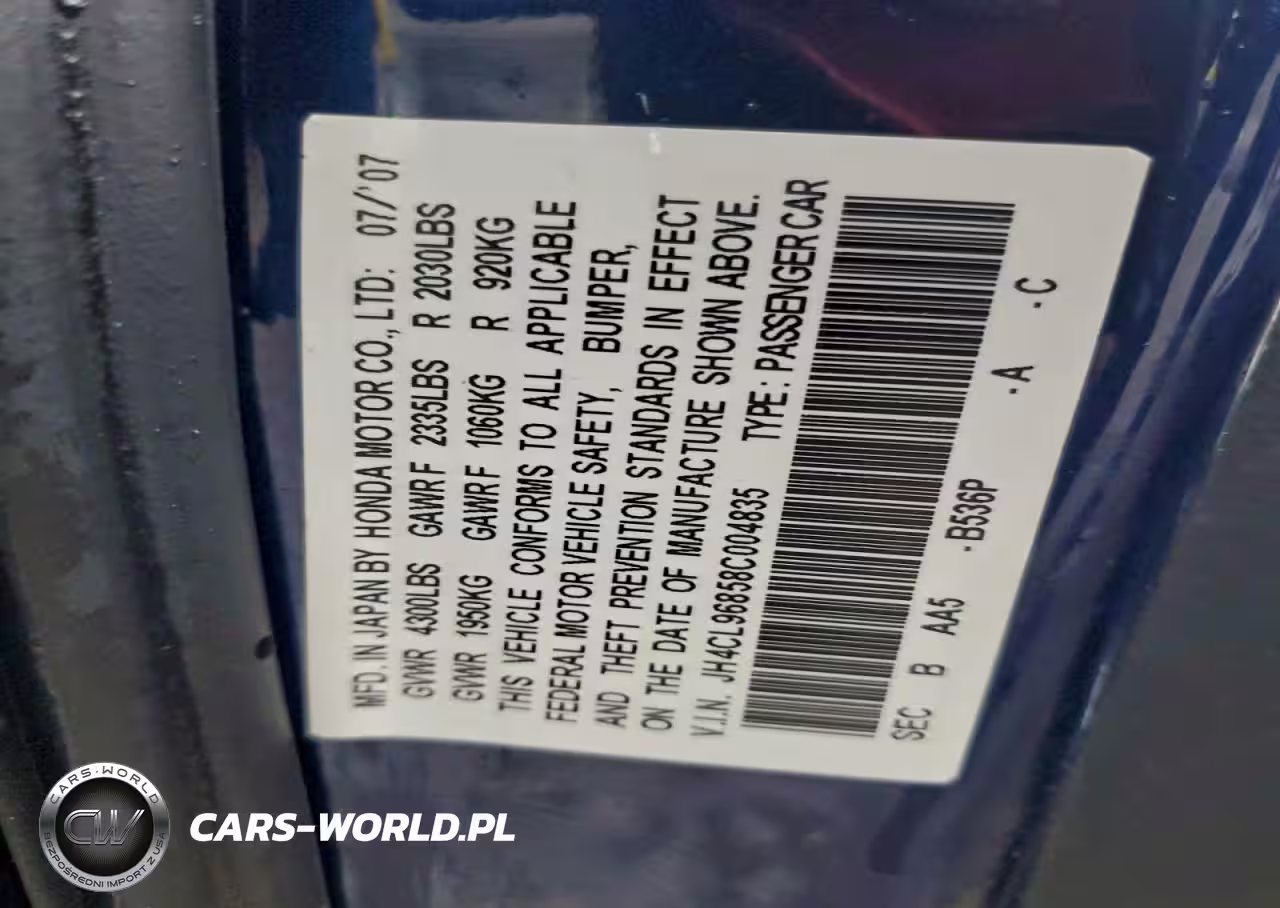 MFD. IN JAPAN BY HONDA MOTOR CO., LTD: 07/'07
GVWR 4300LBS GAWR F 2335LBS R 2030LBS
GVWR 1950KG GAWR F 1060KG R 920KG
THIS VEHICLE CONFORMS TO ALL APPLICABLE
FEDERAL MOTOR VEHICLE SAFETY, BUMPER,
AND THEFT PREVENTION STANDARDS IN EFFECT
ON THE DATE OF MANUFACTURE SHOWN ABOVE.
V.I.N. JH4CL96858C004835 TYPE: PASSENGER CAR
SEC B AA5 -B536P -A -C
CARS-WORLD
CW
BEZPOŚREDNI IMPORT Z USA
CARS-WORLD.PL